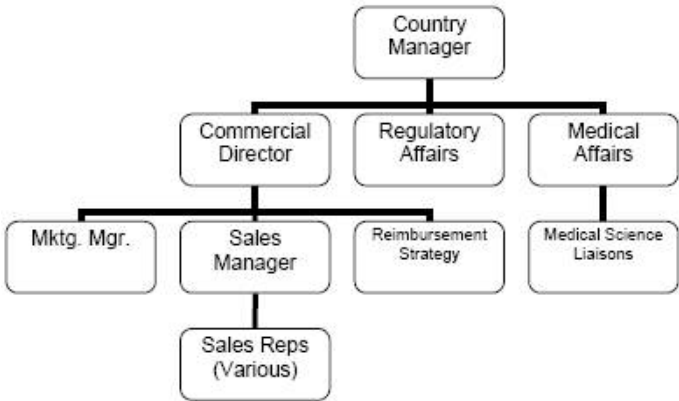 Country
Manager
Commercial
Director
Regulatory
Affairs
Medical
Affairs
Mktg. Mgr.
Sales
Manager
Reimbursement
Strategy
Medical Science
Liaisons
Sales Reps
(Various)